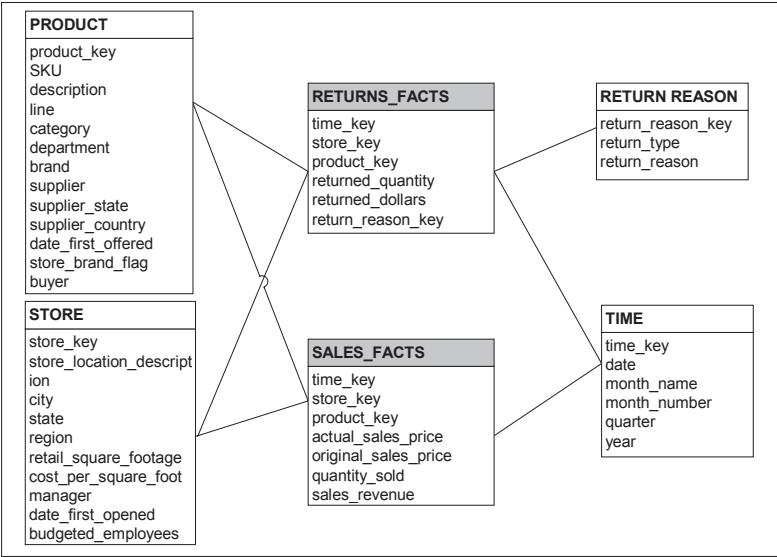 PRODUCT
product_key
SKU
description
line
category
department
brand
supplier
supplier_state
supplier_country
date_first_offered
store_brand_flag
buyer
STORE
store_key
store_location_descript
ion
city
state
region
retail_square_footage
cost_per_square_foot
manager
date_first_opened
budgeted_employees
RETURNS_FACTS
time_key
store_key
product_key
returned_quantity
returned_dollars
return_reason_key
SALES_FACTS
time_key
store_key
product_key
actual_sales_price
original_sales_price
quantity_sold
sales_revenue
RETURN REASON
return_reason_key
return_type
return_reason
TIME
time_key
date
month_name
month_number
quarter
year